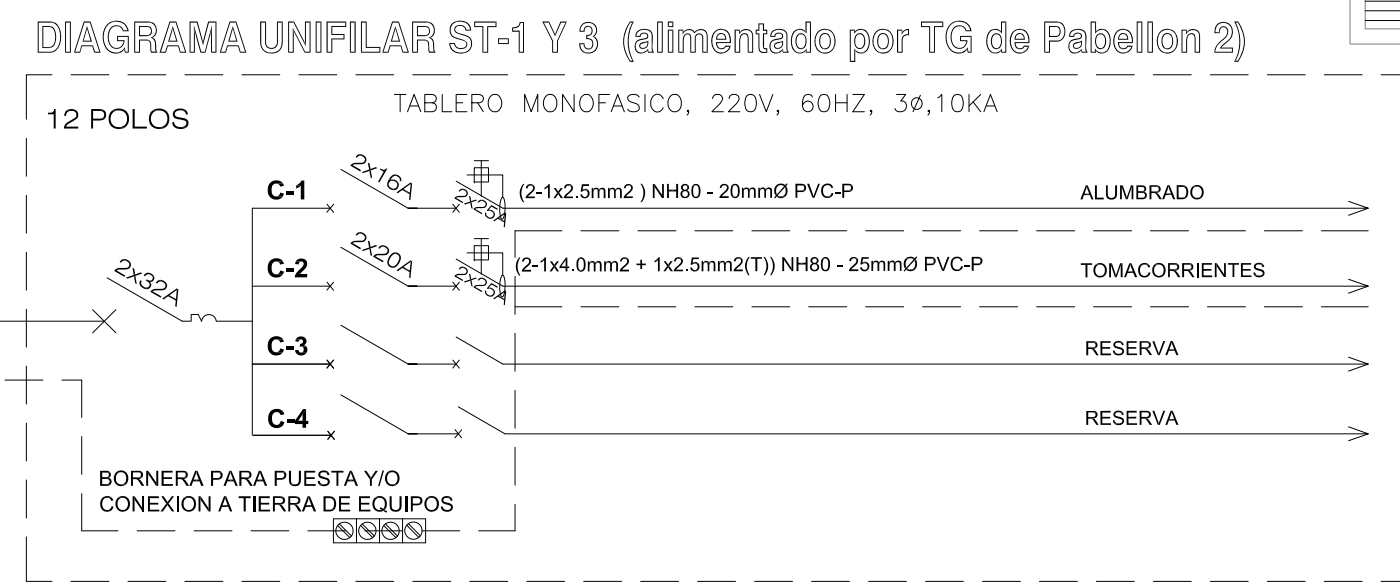 DIAGRAMA UNIFILAR ST-1 Y 3 (alimentado por TG de Pabellon 2)
12 POLOS
TABLERO MONOFASICO, 220V, 60HZ, 3ø,10KA
2x32A
C-1
2x16A
2x25A
(2-1x2.5mm2 ) NH80 - 20mmØ PVC-P
ALUMBRADO
C-2
2x20A
2x25A
(2-1x4.0mm2 + 1x2.5mm2(T)) NH80 - 25mmØ PVC-P
TOMACORRIENTES
C-3
RESERVA
C-4
RESERVA
BORNERA PARA PUESTA Y/O
CONEXION A TIERRA DE EQUIPOS